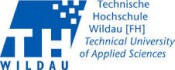 TH
WILDAU
Technische
Hochschule
Wildau [FH]
Technical University
of Applied Sciences